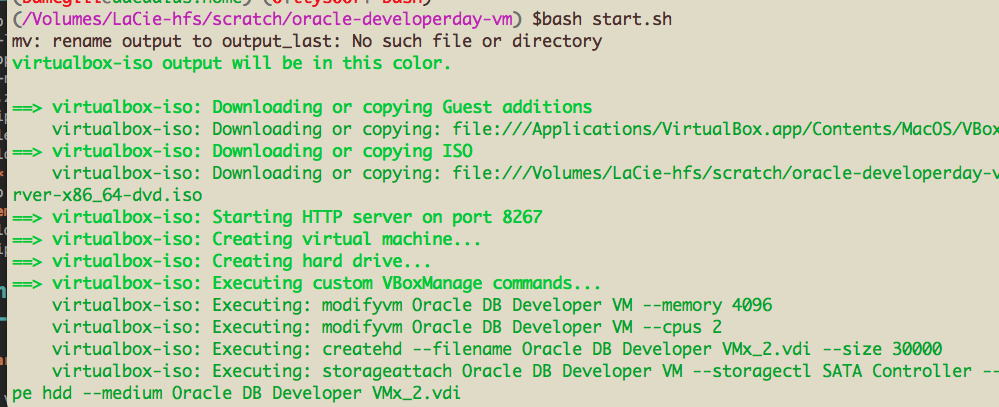 (/Volumes/LaCie-hfs/scratch/oracle-developerday-vm) $bash start.sh
mv: rename output to output_last: No such file or directory
virtualbox-iso output will be in this color.
==> virtualbox-iso: Downloading or copying Guest additions
virtualbox-iso: Downloading or copying: file:///Applications/VirtualBox.app/Contents/MacOS/VBox
==> virtualbox-iso: Downloading or copying ISO
virtualbox-iso: Downloading or copying: file:///Volumes/LaCie-hfs/scratch/oracle-developerday-v
rver-x86_64-dvd.iso
==> virtualbox-iso: Starting HTTP server on port 8267
==> virtualbox-iso: Creating virtual machine...
==> virtualbox-iso: Creating hard drive...
==> virtualbox-iso: Executing custom VBoxManage commands...
virtualbox-iso: Executing: modifyvm Oracle DB Developer VM --memory 4096
virtualbox-iso: Executing: modifyvm Oracle DB Developer VM --cpus 2
virtualbox-iso: Executing: createhd --filename Oracle DB Developer VMx_2.vdi --size 30000
virtualbox-iso: Executing: storageattach Oracle DB Developer VM --storagectl SATA Controller --
pe hdd --medium Oracle DB Developer VMx_2.vdi